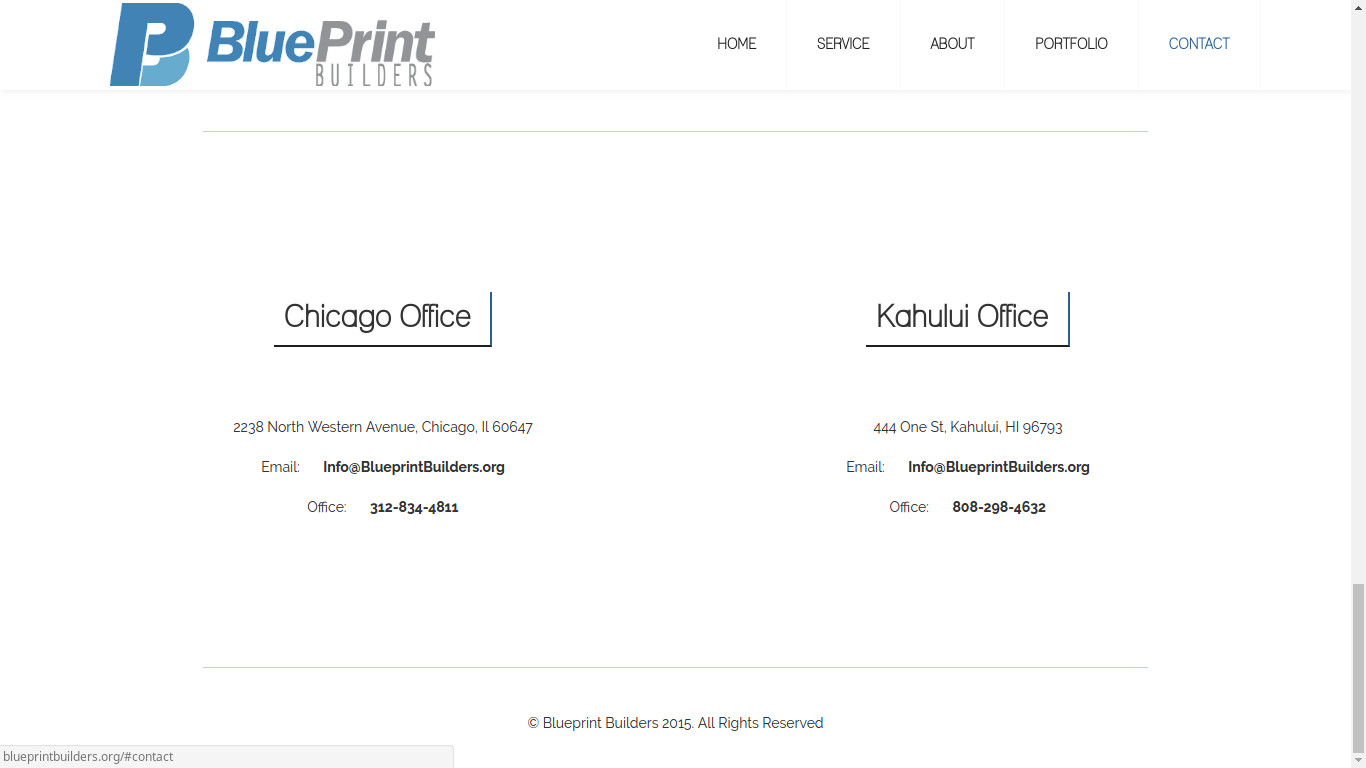 BluePrint
BUILDERS
HOME SERVICE ABOUT PORTFOLIO CONTACT
Chicago Office
2238 North Western Avenue, Chicago, Il 60647
Email: Info@BlueprintBuilders.org
Office: 312-834-4811
Kahului Office
444 One St, Kahului, HI 96793
Email: Info@BlueprintBuilders.org
Office: 808-298-4632
© Blueprint Builders 2015. All Rights Reserved
blueprintbuilders.org/#contact